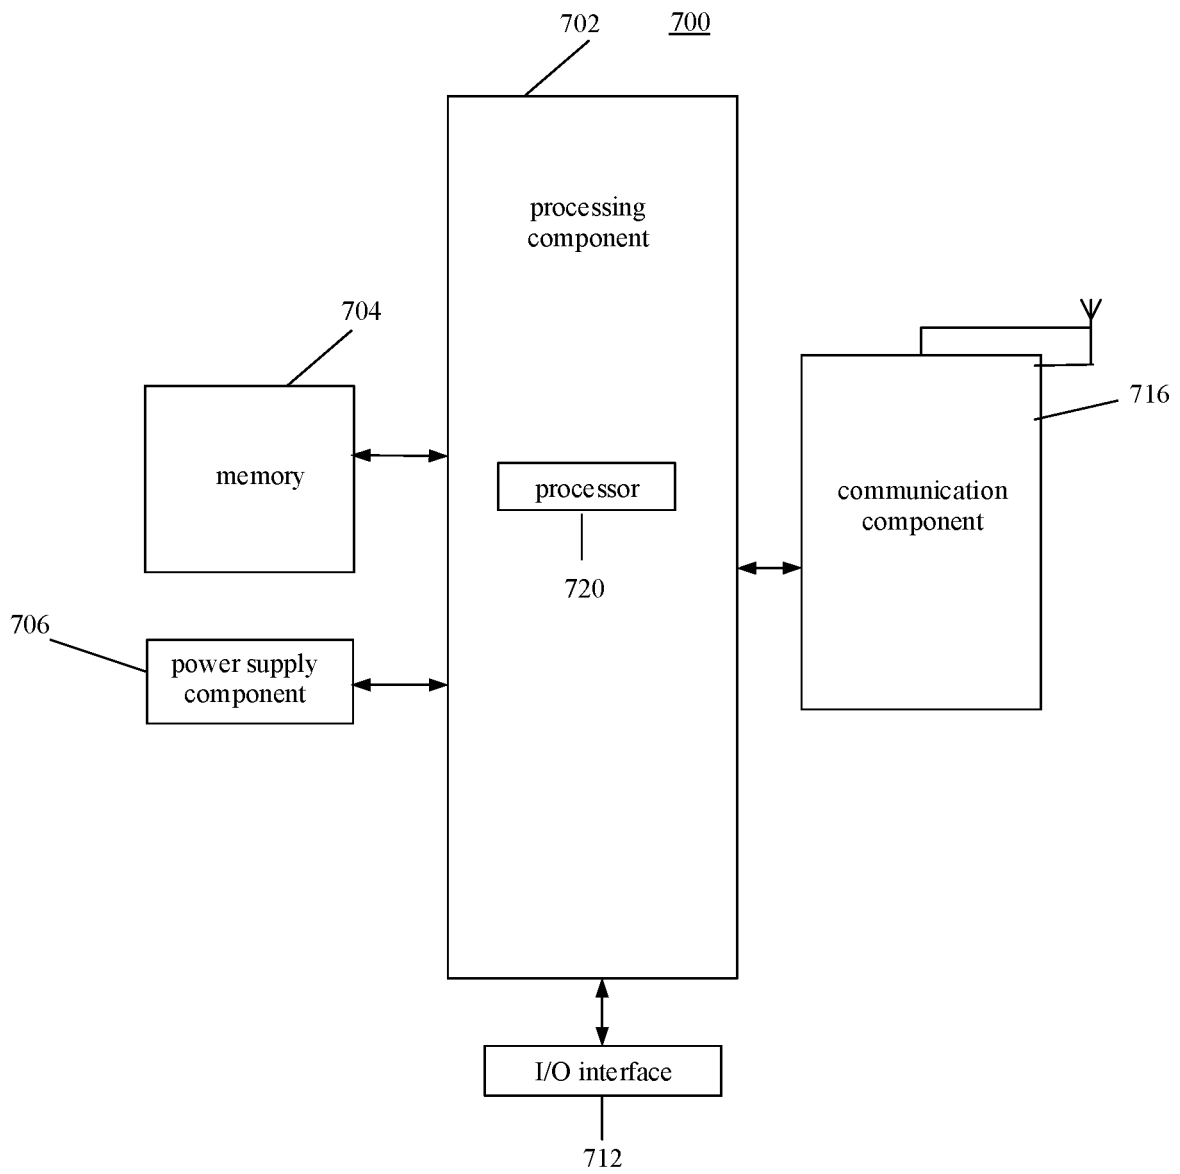 702
700
processing
component
704
716
memory
processor
communication
component
720
706
power supply
component
I/O interface
712